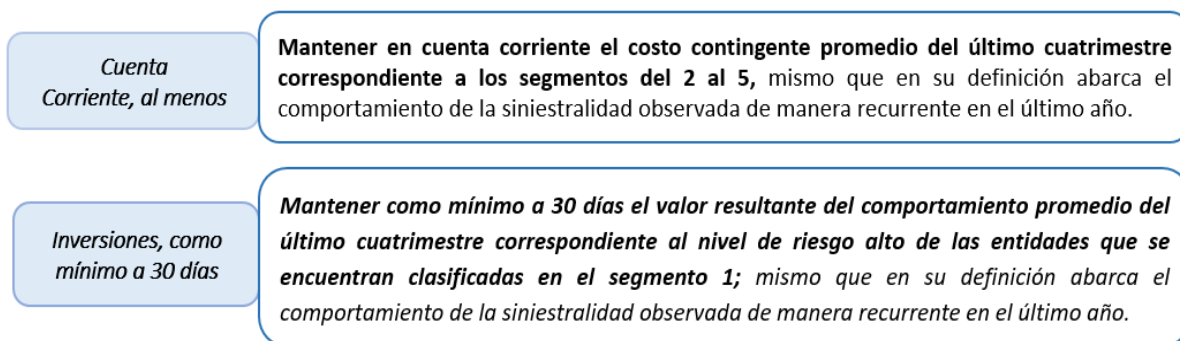 Cuenta
Corriente, al menos
Mantener en cuenta corriente el costo contingente promedio del último cuatrimestre
correspondiente a los segmentos del 2 al 5, mismo que en su definición abarca el
comportamiento de la siniestralidad observada de manera recurrente en el último año.
Inversiones, como
mínimo a 30 días
Mantener como mínimo a 30 días el valor resultante del comportamiento promedio del
último cuatrimestre correspondiente al nivel de riesgo alto de las entidades que se
encuentran clasificadas en el segmento 1; mismo que en su definición abarca el
comportamiento de la siniestralidad observada de manera recurrente en el último año.